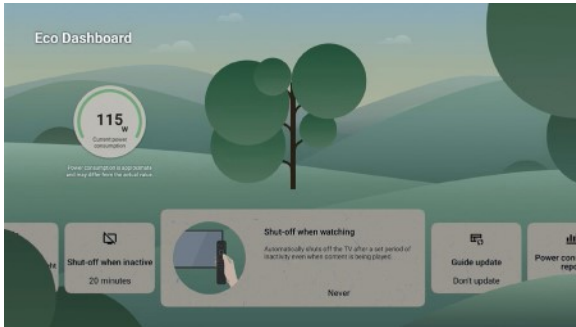 Eco Dashboard
115
W
Current power
consumption
Power consumption is approximate
and may differ from the actual value.
Shut-off when inactive
20 minutes
Shut-off when watching
Automatically shuts off the TV after a set period of
inactivity even when content is being played.
Never
Guide update
Don't update
Power con
repo